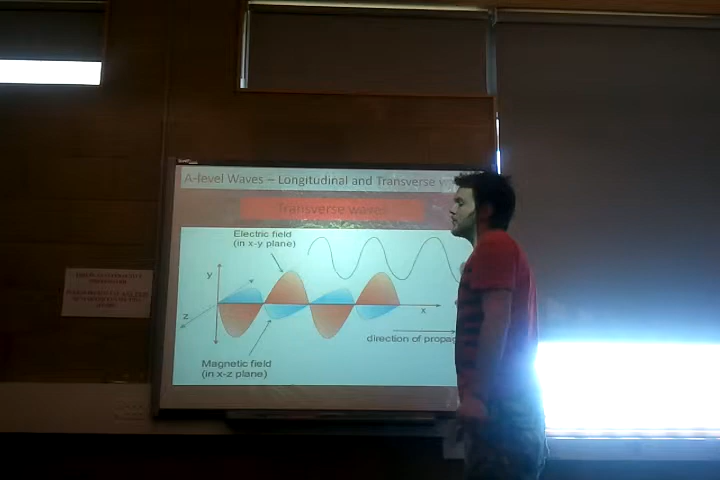 A-level Waves – Longitudinal and Transverse
Transverse waves
Electric field
(in x-y plane)
y
z
x
direction of propag
Magnetic field
(in x-z plane)